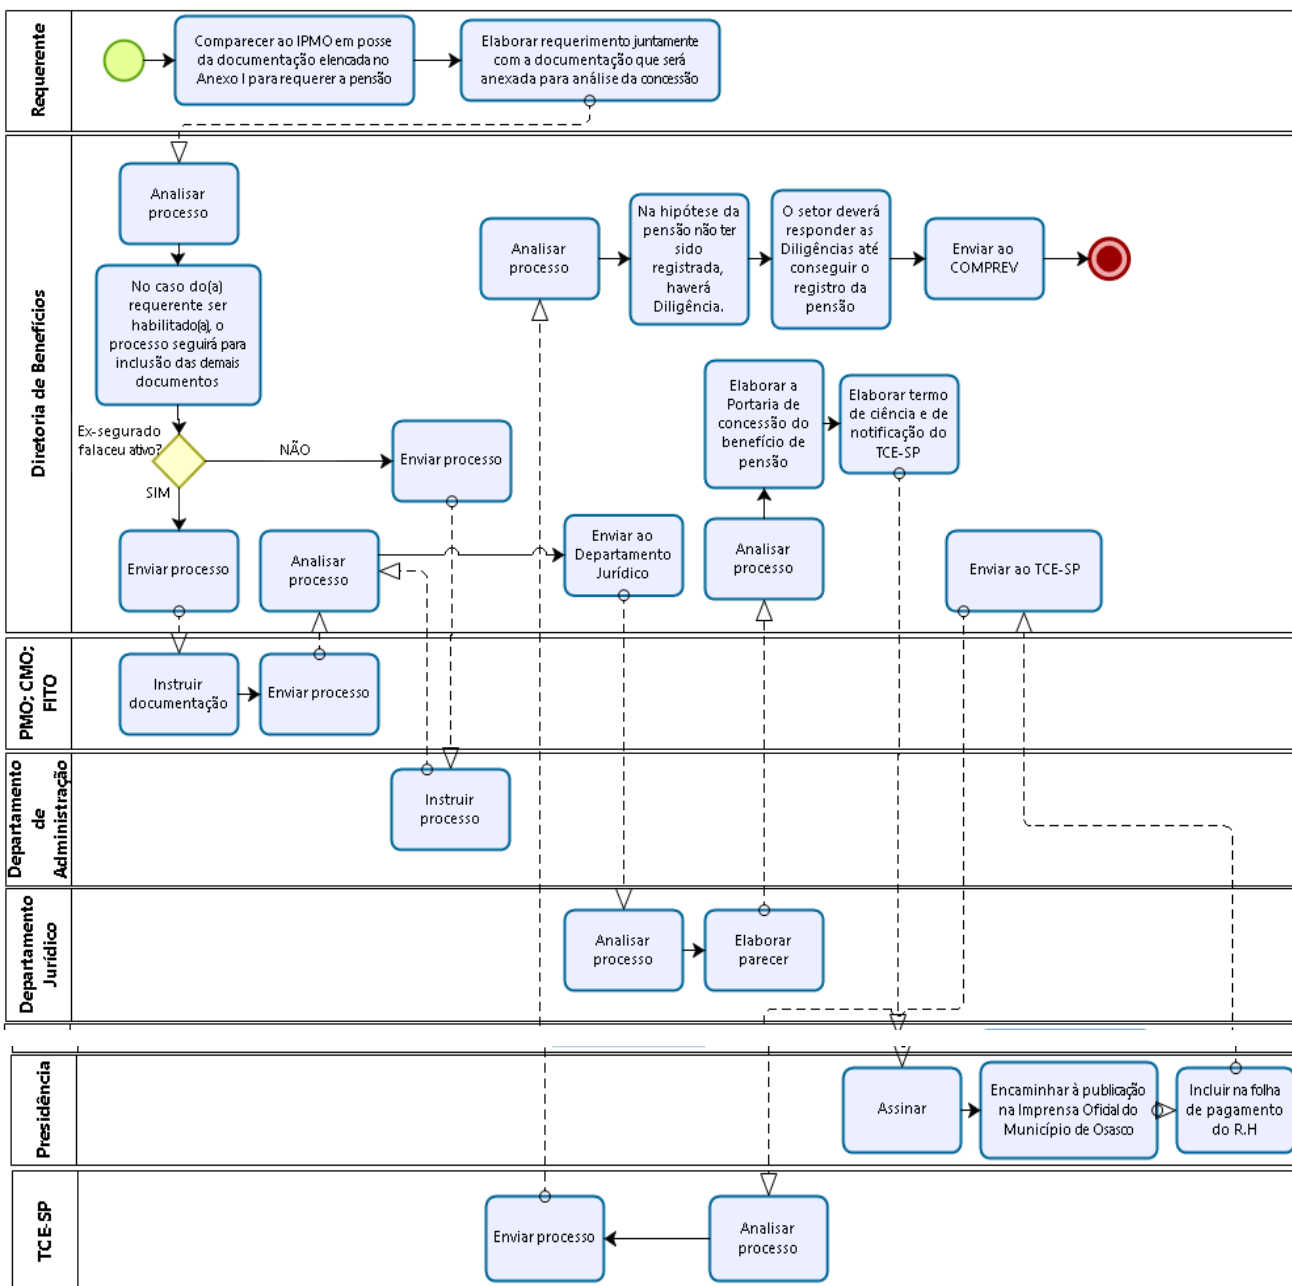 Requerente
Comparecer ao IPMO em posse
da documentação elencada no
Anexo I para requerer a pensão
Elaborar requerimento juntamente
com a documentação que será
anexada para análise da concessão
Diretoria de Benefícios
Analisar
processo
No caso do(a)
requerente ser
habilitado(a), o
processo seguirá para
inclusão das demais
documentos
Ex-segurado
falaceu ativo?
NÃO
SIM
Enviar processo
Enviar processo
Analisar
processo
Analisar
processo
Na hipótese da
pensão não ter
sido
registrada,
haverá
Diligência.
O setor deverá
responder as
Diligências até
conseguir o
registro da
pensão
Enviar ao
COMPREV
Elaborar a
Portaria de
concessão do
benefício de
pensão
Elaborar termo
de ciência e de
notificação do
TCE-SP
Enviar ao
Departamento
Jurídico
Analisar
processo
Enviar ao TCE-SP
PMO; CMO;
FITO
Instruir
documentação
Enviar processo
Departamento
de
Administração
Instruir
processo
Departamento
Jurídico
Analisar
processo
Elaborar
parecer
Presidência
Assinar
Encaminhar à publicação
na Imprensa Oficial do
Município de Osasco
Incluir na folha
de pagamento
do R.H
TCE-SP
Enviar processo
Analisar
processo